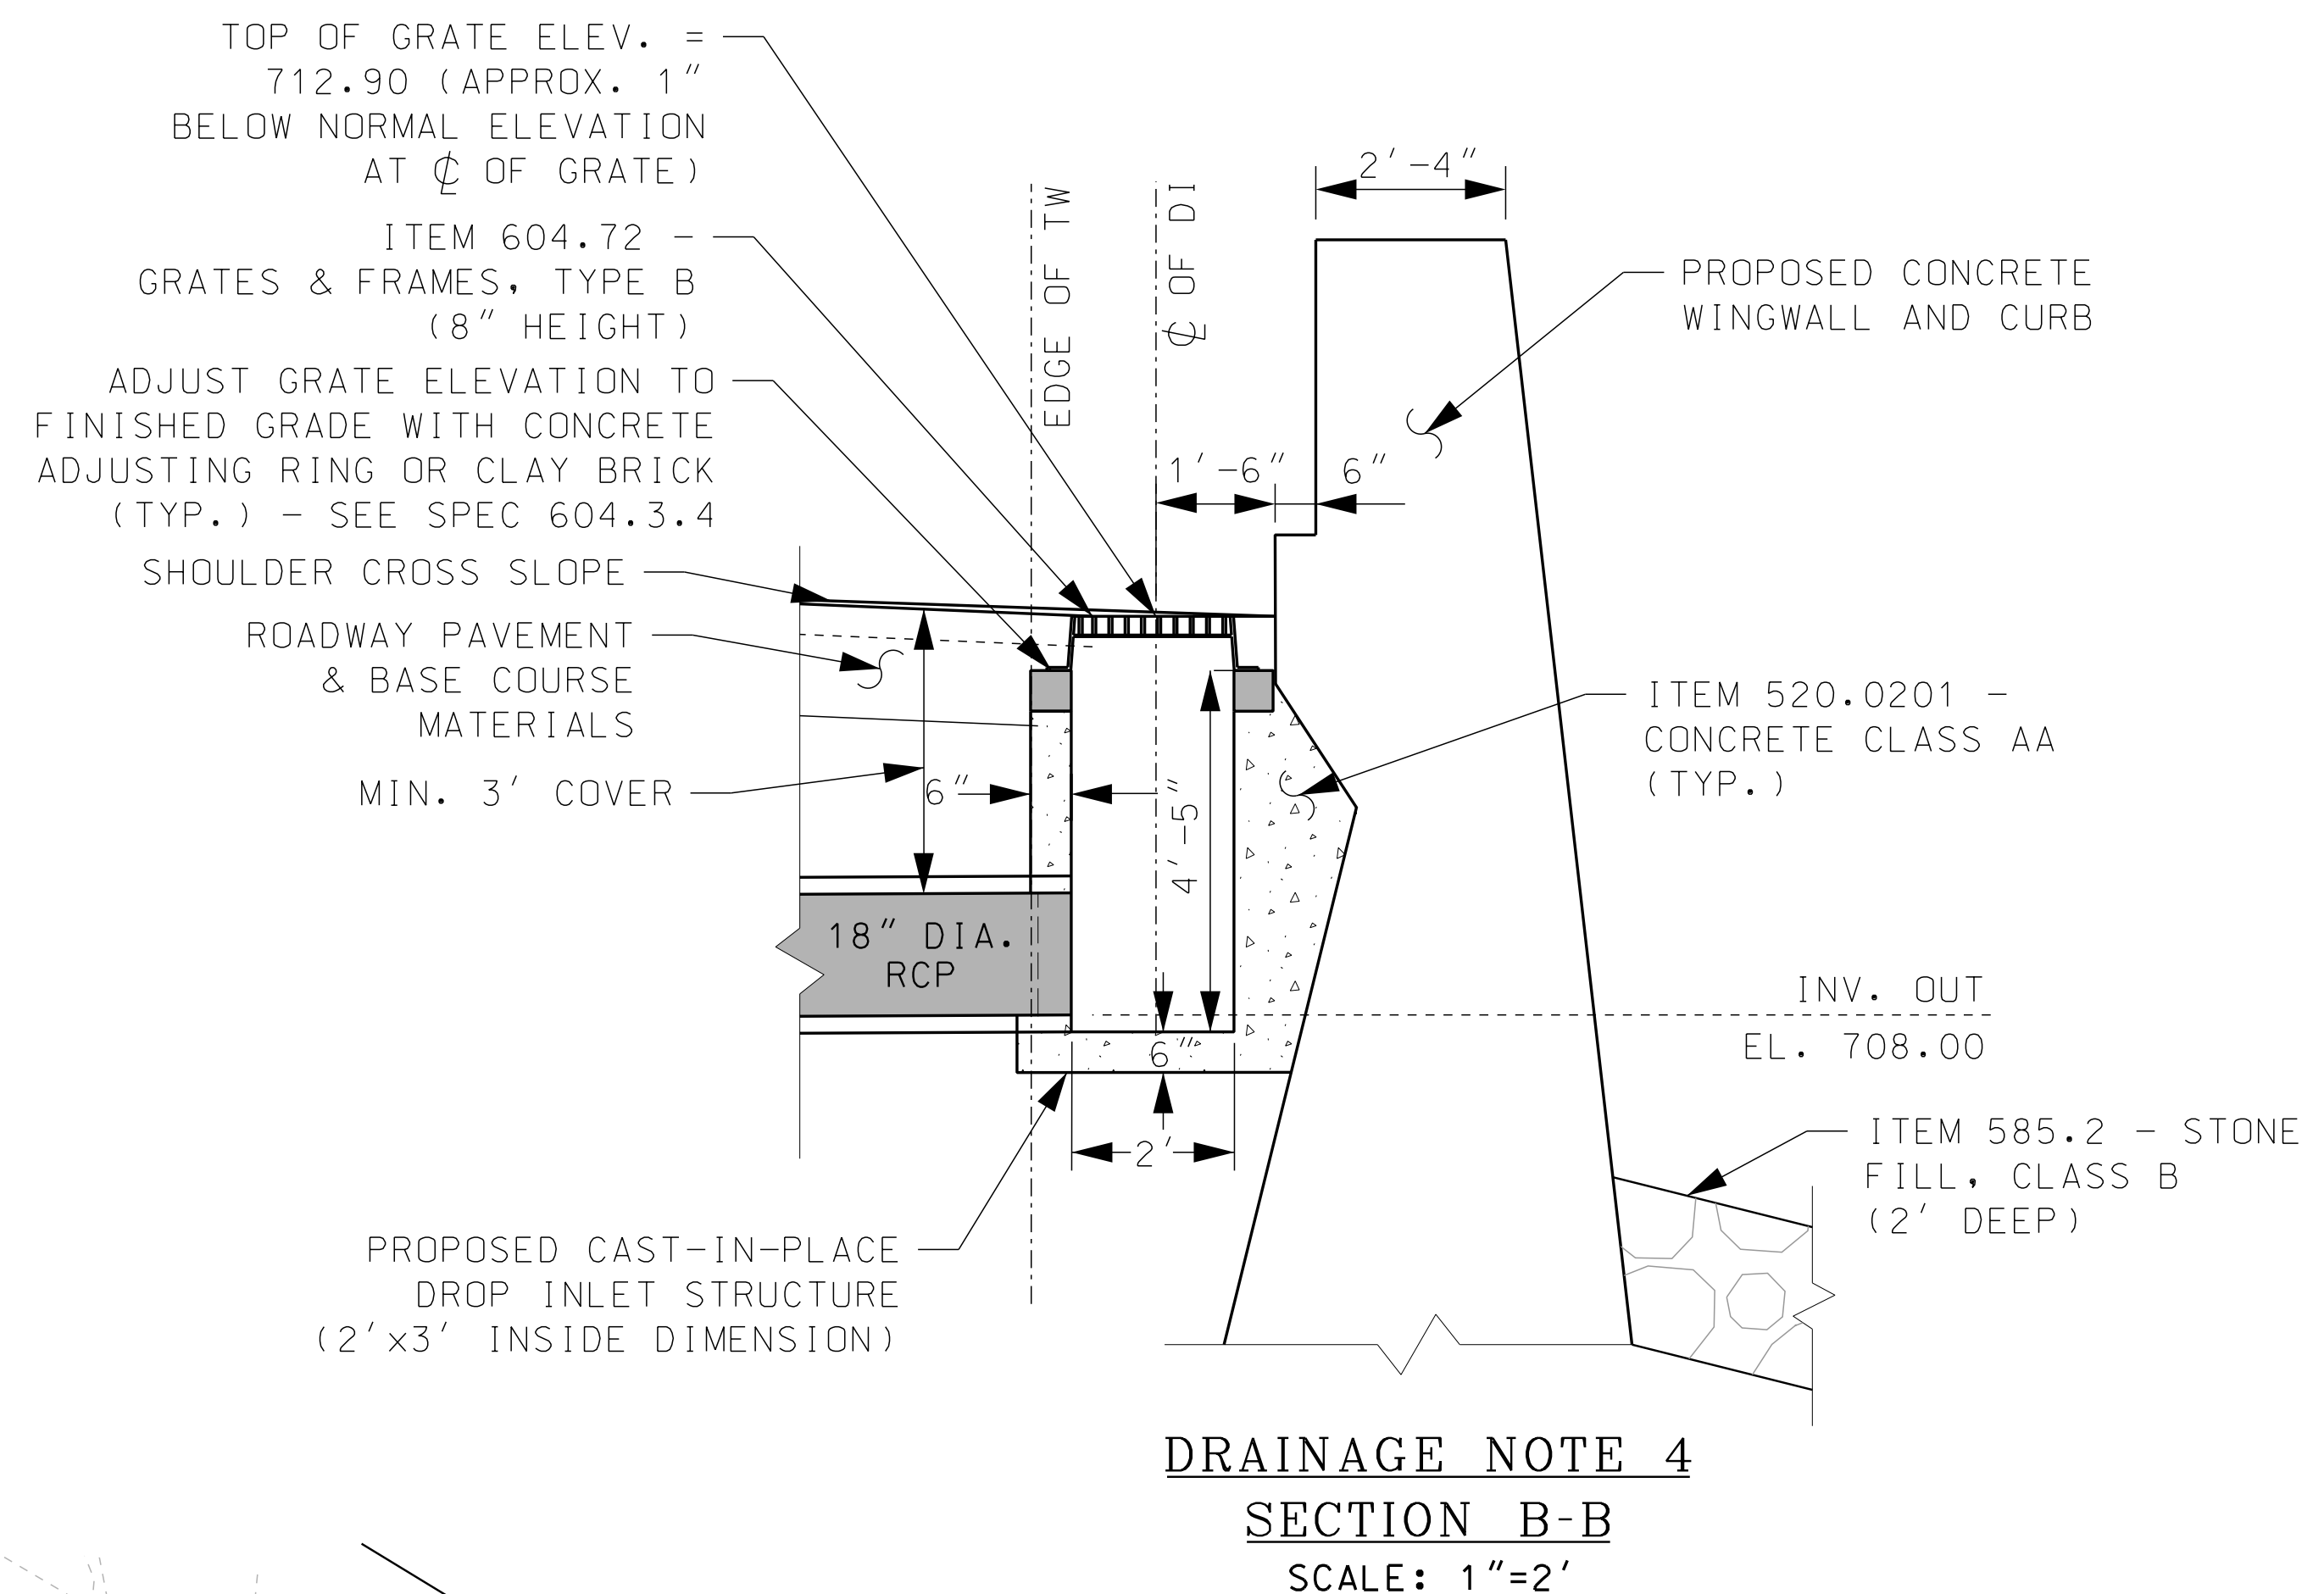 TOP OF GRATE ELEV. =
712.90 (APPROX. 1"
BELOW NORMAL ELEVATION
AT ℄ OF GRATE)
ITEM 604.72 -
GRATES & FRAMES, TYPE B
(8" HEIGHT)
ADJUST GRATE ELEVATION TO
FINISHED GRADE WITH CONCRETE
ADJUSTING RING OR CLAY BRICK
(TYP.) - SEE SPEC 604.3.4
SHOULDER CROSS SLOPE
ROADWAY PAVEMENT
& BASE COURSE
MATERIALS
MIN. 3' COVER
EDGE OF TW
℄ OF DI
2'-4"
PROPOSED CONCRETE
WINGWALL AND CURB
1'-6"
6"
ITEM 520.0201 -
CONCRETE CLASS AA
(TYP.)
6"
4'-5"
18" DIA.
RCP
INV. OUT
EL. 708.00
6"
2'
ITEM 585.2 - STONE
FILL, CLASS B
(2' DEEP)
PROPOSED CAST-IN-PLACE
DROP INLET STRUCTURE
(2'x3' INSIDE DIMENSION)
DRAINAGE NOTE 4
SECTION B-B
SCALE: 1"=2'